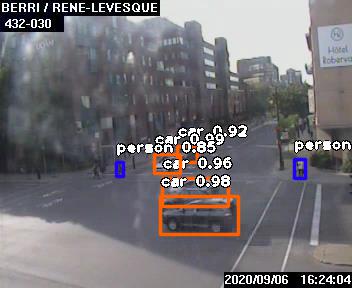 BERRI / RENE-LEVESQUE
432-030
Hôtel
Roberval
car 0.92
car 0.99
person 0.85
person
car 0.96
car 0.98
2020/09/06 16:24:04